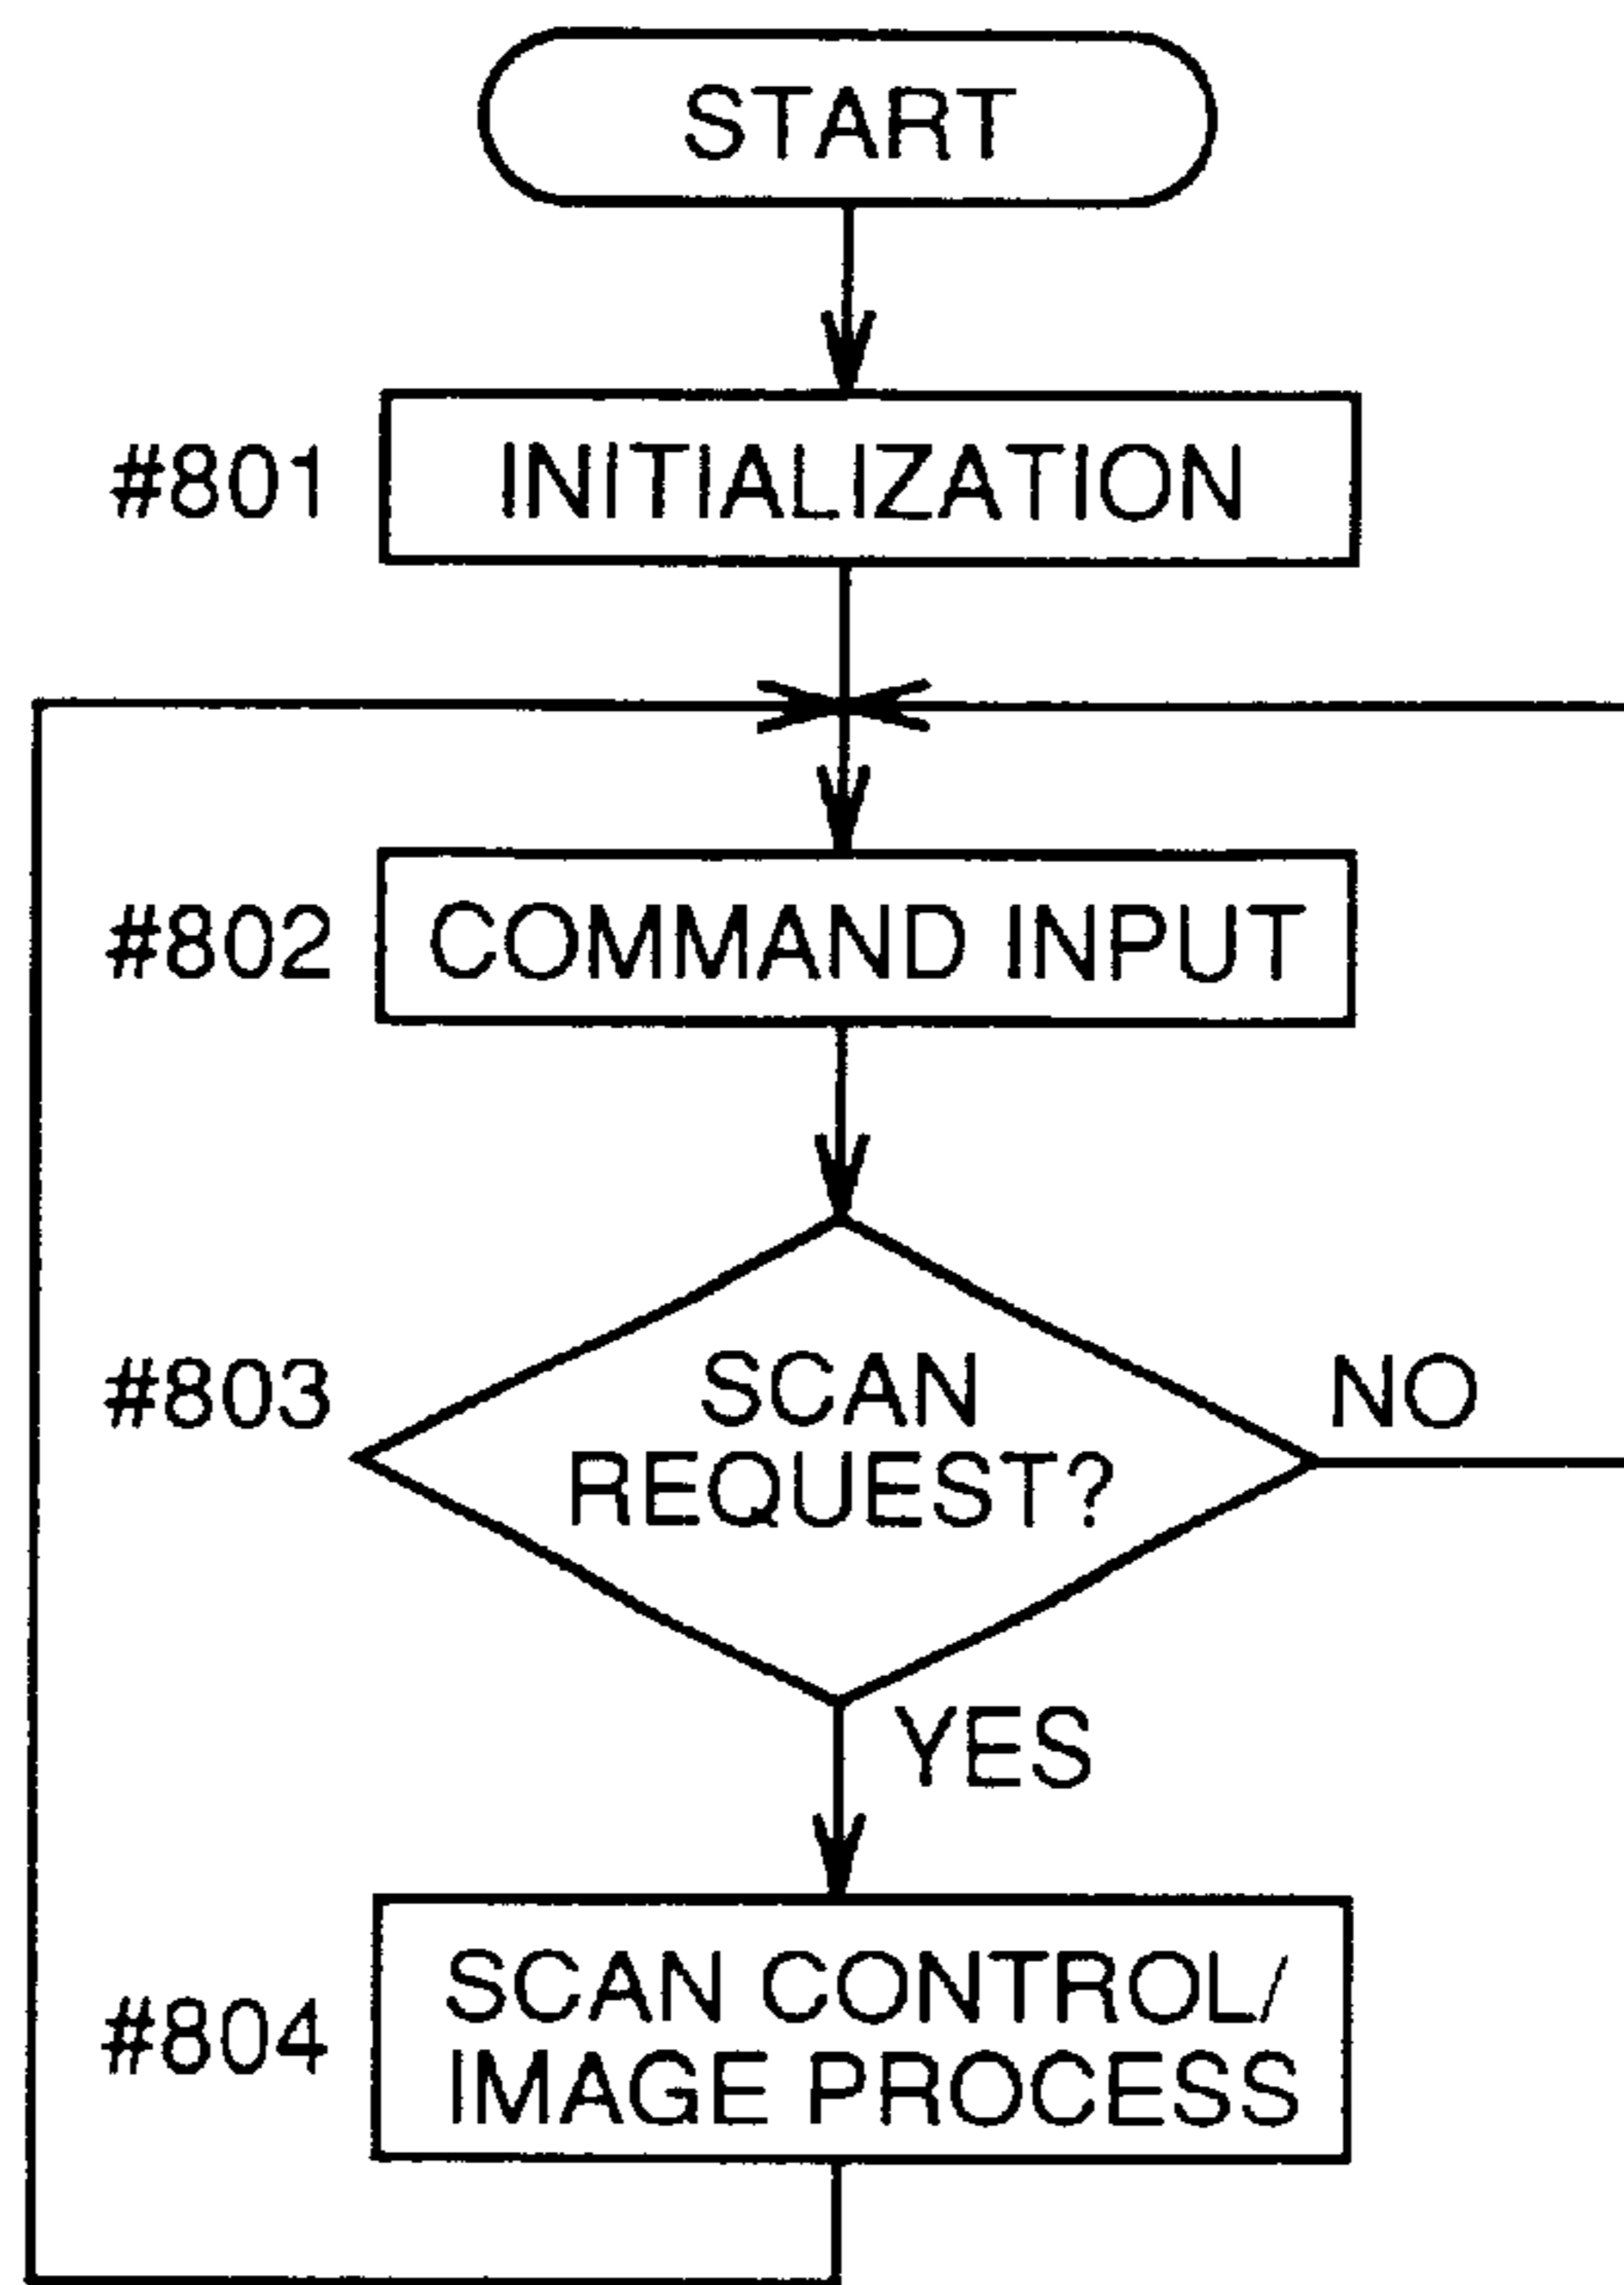 START
#801 INITIALIZATION
#802 COMMAND INPUT
#803 SCAN
REQUEST?
NO
YES
#804 SCAN CONTROL/
IMAGE PROCESS